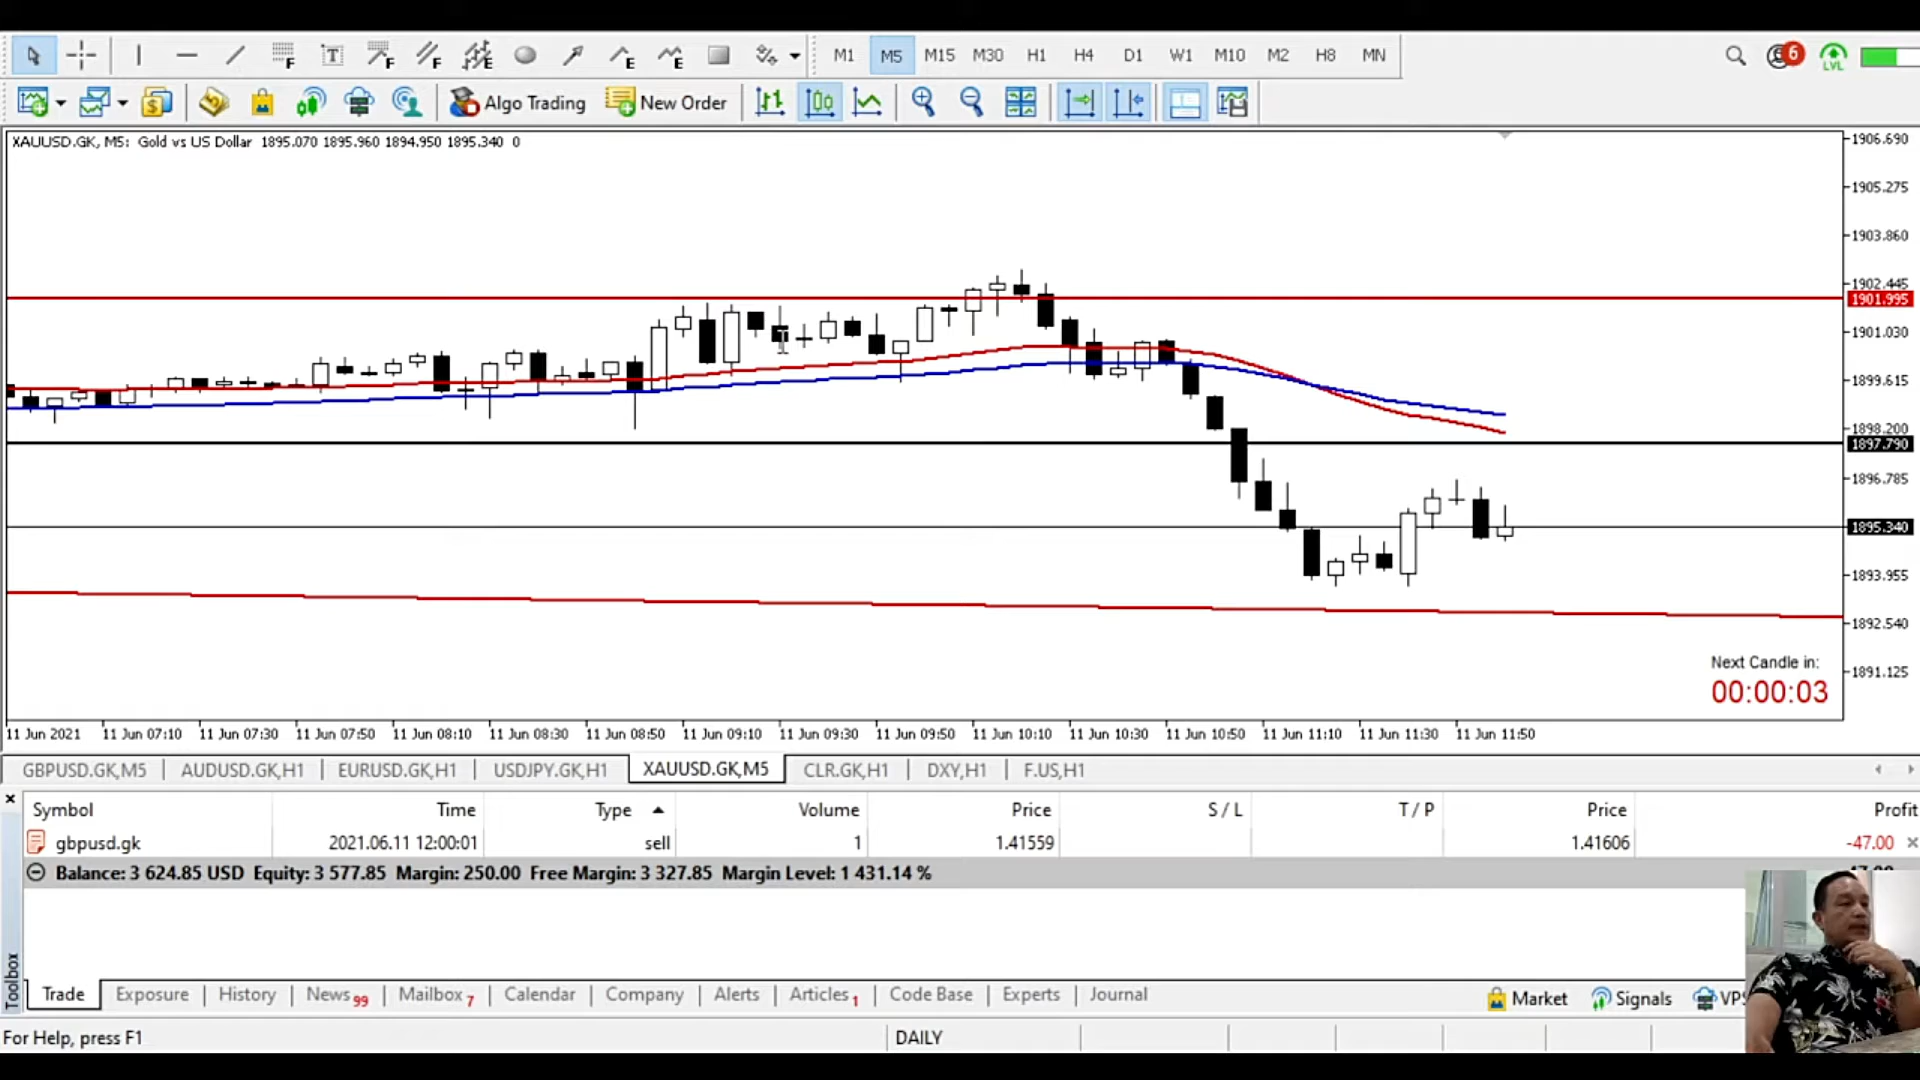 M1 M5 M15 M30 H1 H4 D1 W1 M10 M2 H8 MN 6 LVL
Algo Trading New Order
XAUUSD.GK, M5: Gold vs US Dollar 1895.070 1895.960 1894.950 1895.340 0
1906.690
1905.275
1903.860
1902.445
1901.995
1901.030
1899.615
1898.200
1897.790
1896.785
1895.340
1893.955
1892.540
1891.125
Next Candle in:
00:00:03
11 Jun 2021 11 Jun 07:10 11 Jun 07:30 11 Jun 07:50 11 Jun 08:10 11 Jun 08:30 11 Jun 08:50 11 Jun 09:10 11 Jun 09:30 11 Jun 09:50 11 Jun 10:10 11 Jun 10:30 11 Jun 10:50 11 Jun 11:10 11 Jun 11:30 11 Jun 11:50
GBPUSD.GK,M5 AUDUSD.GK,H1 EURUSD.GK,H1 USDJPY.GK,H1 XAUUSD.GK,M5 CLR.GK,H1 DXY,H1 F.US,H1
Symbol Time Type Volume Price S / L T / P Price Profit
gbpusd.gk 2021.06.11 12:00:01 sell 1 1.41559 1.41606 -47.00
Balance: 3 624.85 USD Equity: 3 577.85 Margin: 250.00 Free Margin: 3 327.85 Margin Level: 1 431.14 %
Toolbox
Trade Exposure History News 99 Mailbox 7 Calendar Company Alerts Articles 1 Code Base Experts Journal Market Signals
For Help, press F1 DAILY